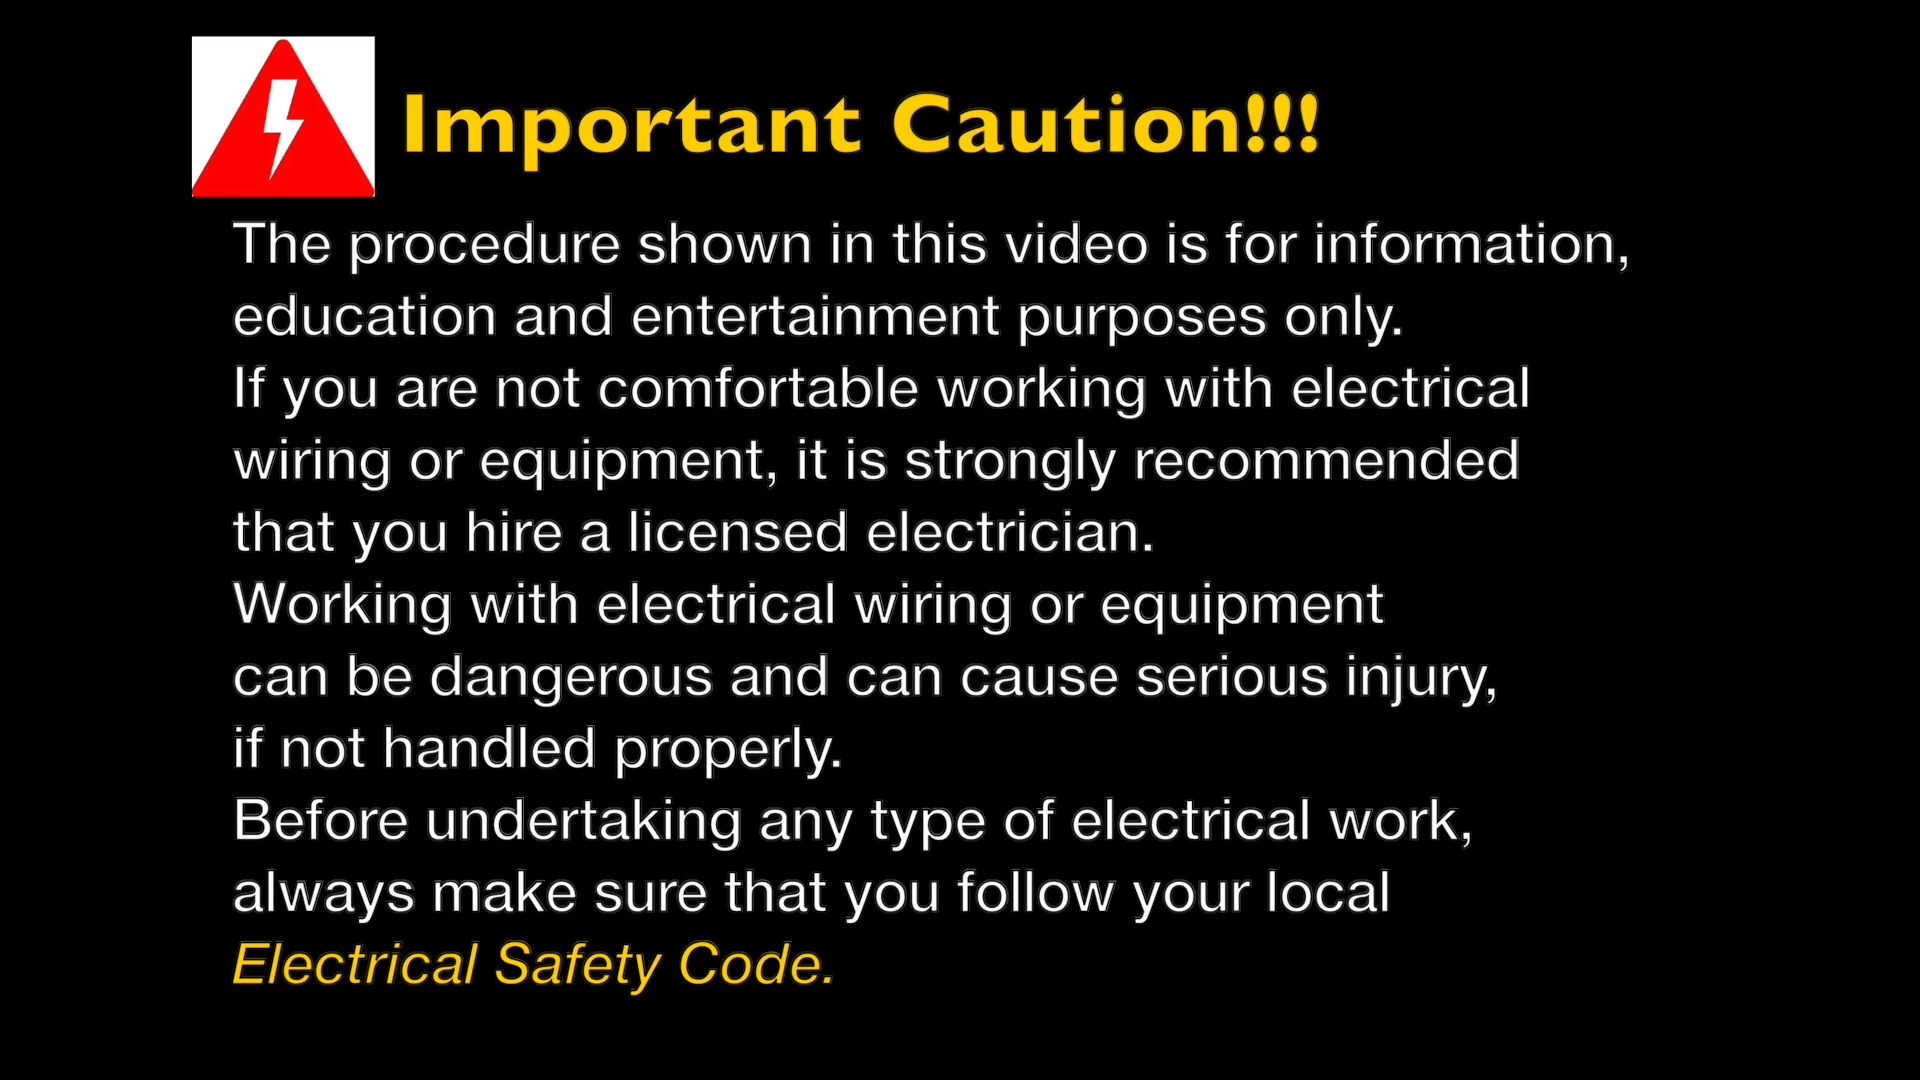 Important Caution!!!
The procedure shown in this video is for information,
education and entertainment purposes only.
If you are not comfortable working with electrical
wiring or equipment, it is strongly recommended
that you hire a licensed electrician.
Working with electrical wiring or equipment
can be dangerous and can cause serious injury,
if not handled properly.
Before undertaking any type of electrical work,
always make sure that you follow your local
Electrical Safety Code.